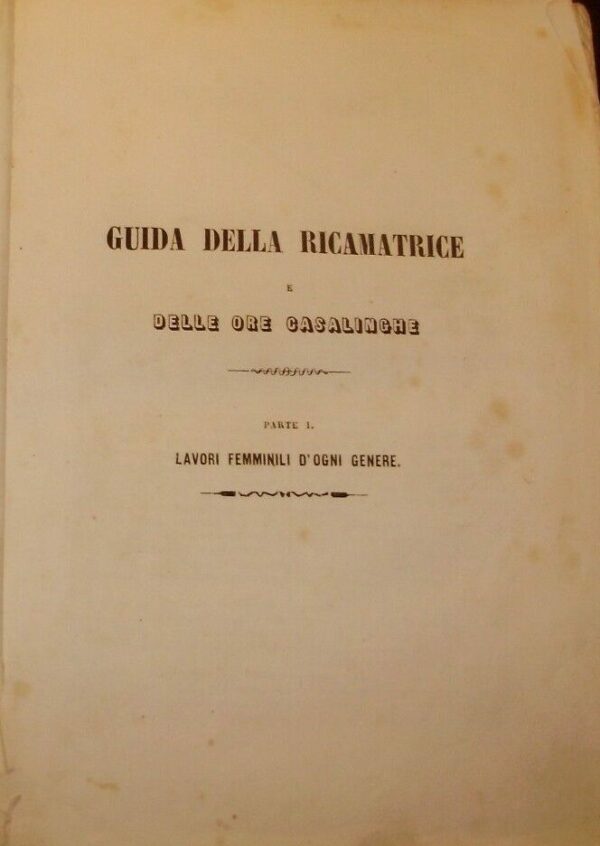 GUIDA DELLA RICAMATRICE
E
DELLE ORE CASALINGHE
PARTE I.
LAVORI FEMMINILI D'OGNI GENERE.